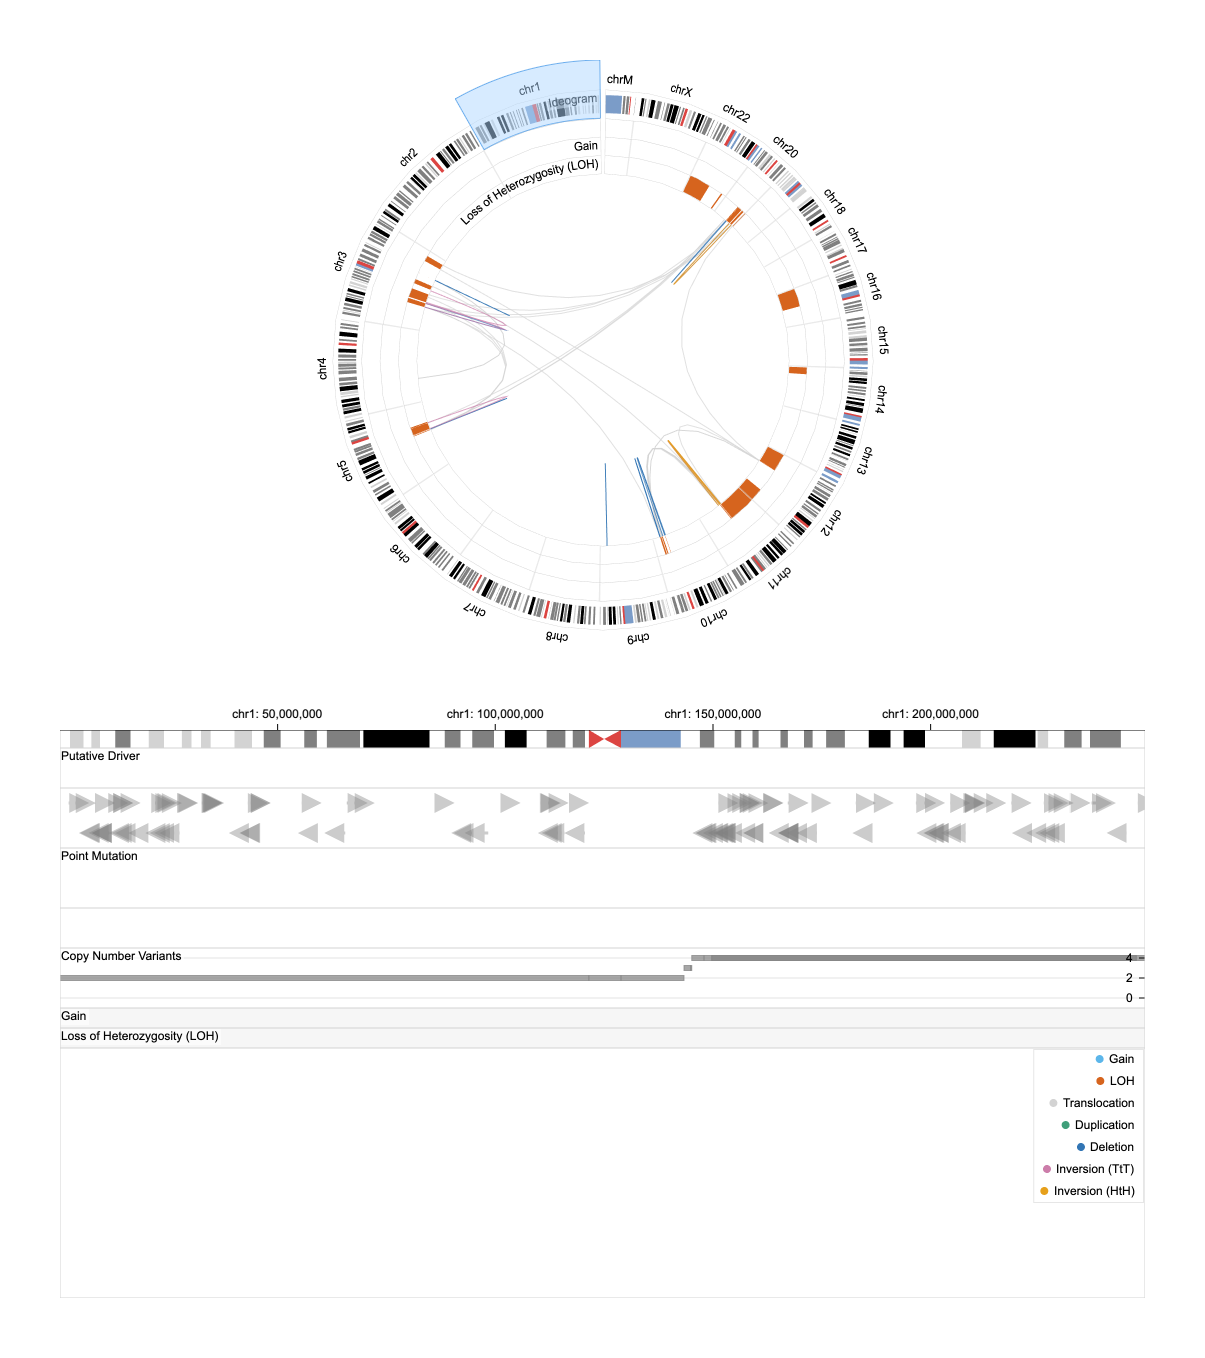 chrM
chrX
chr22
chr20
chr18
chr17
chr16
chr15
chr14
chr13
chr12
chr11
chr10
chr9
chr8
chr7
chr6
chr5
chr4
chr3
chr2
chr1
Ideogram
Gain
Loss of Heterozygosity (LOH)
chr1: 50,000,000
chr1: 100,000,000
chr1: 150,000,000
chr1: 200,000,000
Putative Driver
Point Mutation
Copy Number Variants
4
2
0
Gain
Loss of Heterozygosity (LOH)
Gain
LOH
Translocation
Duplication
Deletion
Inversion (TtT)
Inversion (HtH)